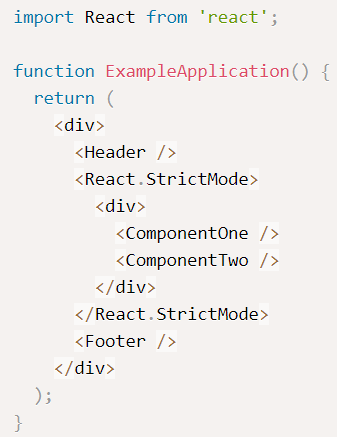 import React from 'react';

function ExampleApplication() {
  return (
    <div>
      <Header />
      <React.StrictMode>
        <div>
          <ComponentOne />
          <ComponentTwo />
        </div>
      </React.StrictMode>
      <Footer />
    </div>
  );
}